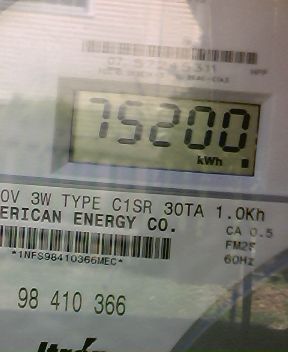 75200
kWh
0V 3W TYPE C1SR 30TA 1.0Kh
ERICAN ENERGY CO.
CA 0.5
FM2S
60Hz
*1NFS98410366MEC*
98 410 366
Itrón